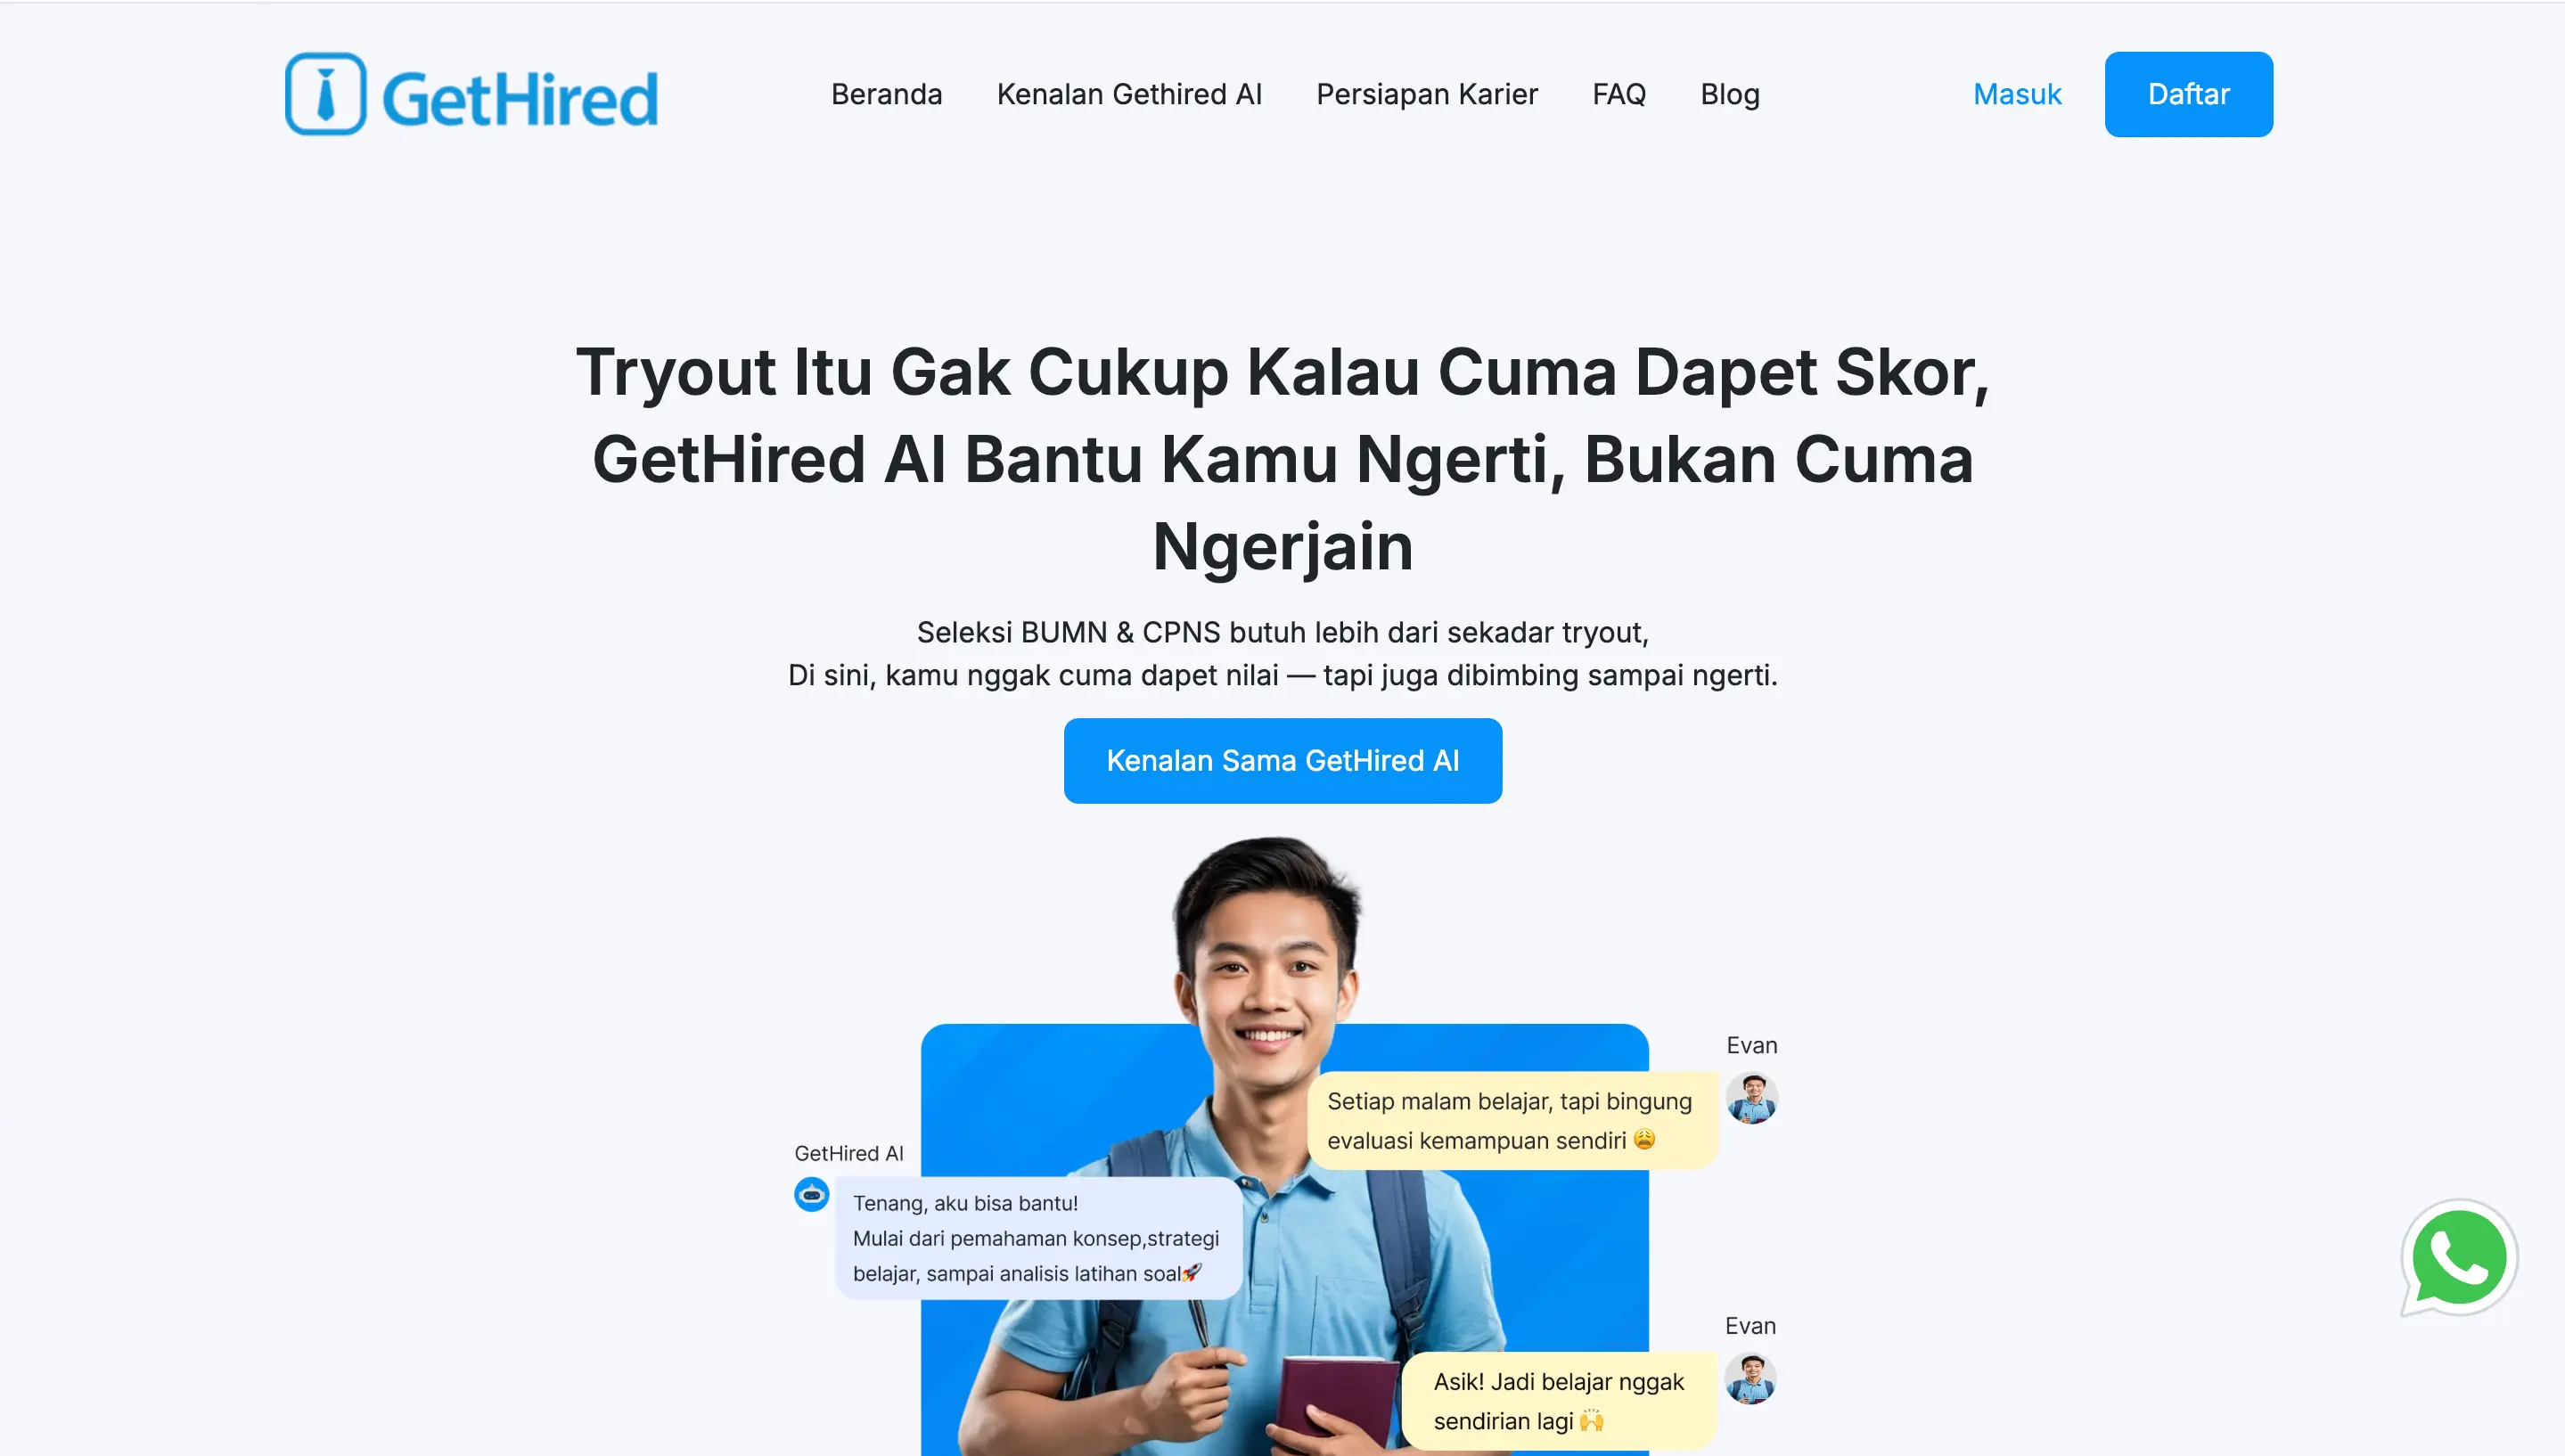 GetHired
Beranda
Kenalan Gethired AI
Persiapan Karier
FAQ
Blog
Masuk
Daftar
Tryout Itu Gak Cukup Kalau Cuma Dapet Skor,
GetHired AI Bantu Kamu Ngerti, Bukan Cuma
Ngerjain
Seleksi BUMN & CPNS butuh lebih dari sekadar tryout,
Di sini, kamu nggak cuma dapet nilai — tapi juga dibimbing sampai ngerti.
Kenalan Sama GetHired AI
Evan
Setiap malam belajar, tapi bingung
evaluasi kemampuan sendiri 😩
GetHired AI
Tenang, aku bisa bantu!
Mulai dari pemahaman konsep,strategi
belajar, sampai analisis latihan soal🚀
Evan
Asik! Jadi belajar nggak
sendirian lagi 🙌